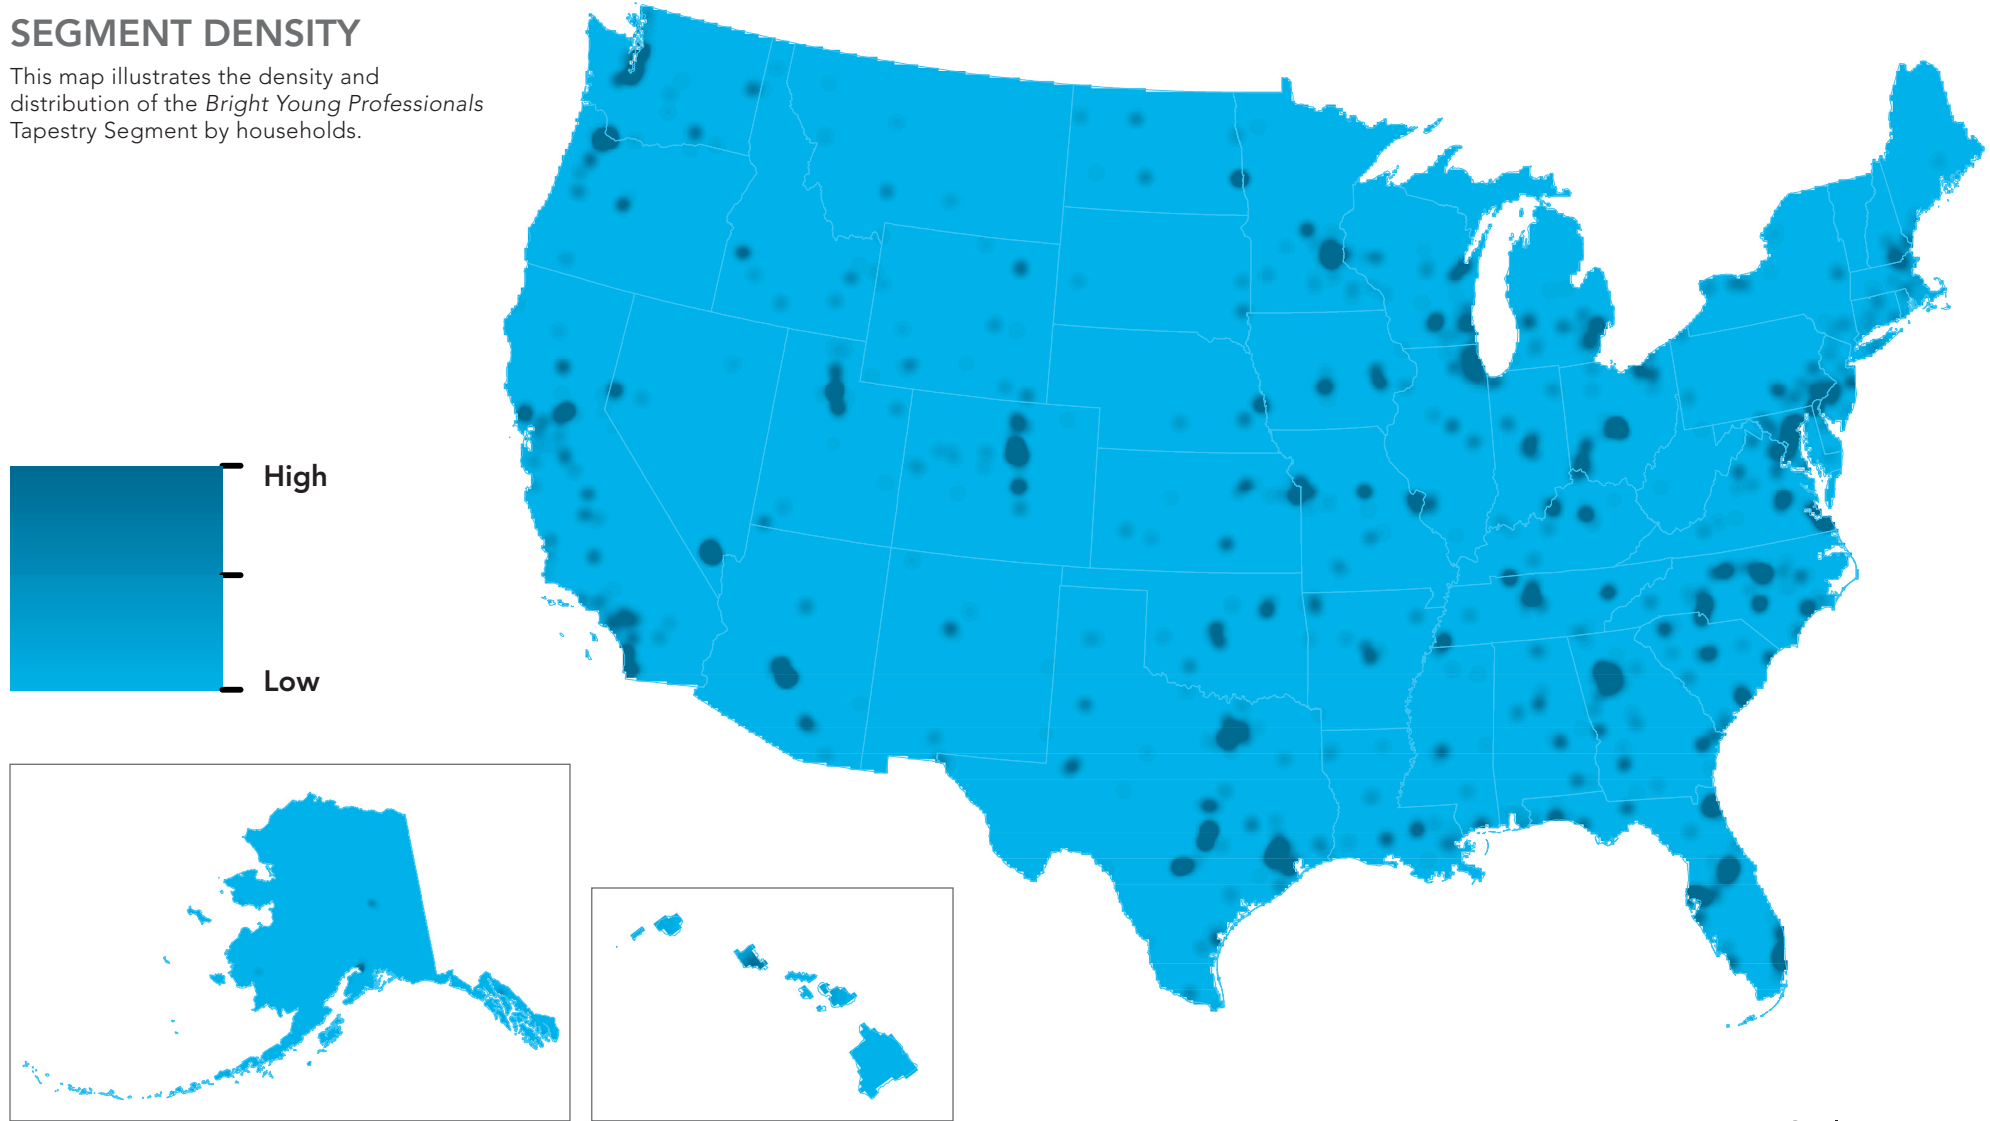 SEGMENT DENSITY
This map illustrates the density and
distribution of the Bright Young Professionals
Tapestry Segment by households.
High
Low